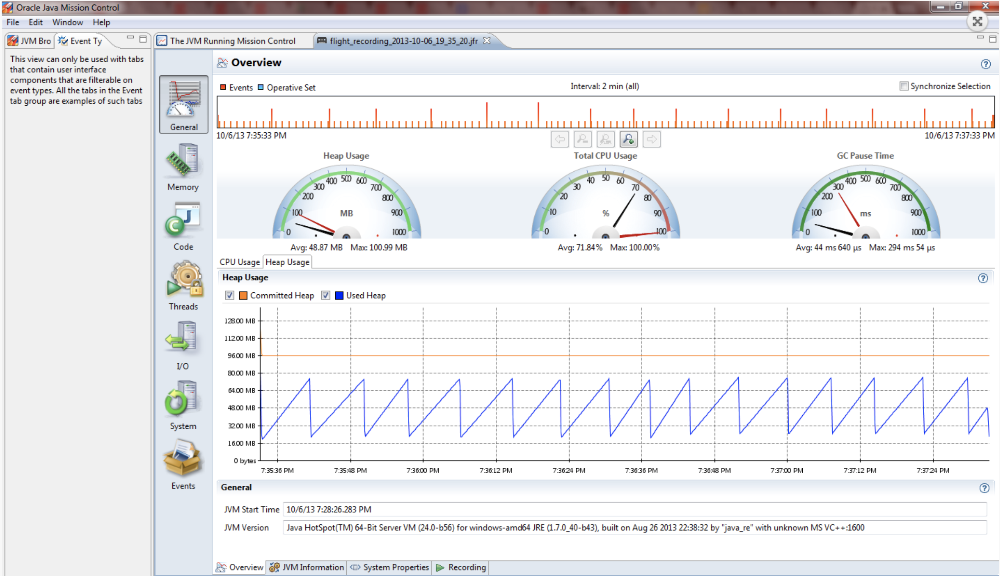 Oracle Java Mission Control
File Edit Window Help
JVM Bro Event Ty
The JVM Running Mission Control flight_recording_2013-10-06_19_35_20.jfr
This view can only be used with tabs
that contain user interface
components that are filterable on
event types. All the tabs in the Event
tab group are examples of such tabs
General
Memory
Code
Threads
I/O
System
Events
Overview
Events Operative Set Interval: 2 min (all) Synchronize Selection
10/6/13 7:35:33 PM 10/6/13 7:37:33 PM
Heap Usage
0 100 200 300 400 500 600 700 800 900 1000
MB
Avg: 48.87 MB Max: 100.99 MB
Total CPU Usage
0 10 20 30 40 50 60 70 80 90 100
%
Avg: 71.84% Max: 100.00%
GC Pause Time
0 100 200 300 400 500 600 700 800 900 1000
ms
Avg: 44 ms 640 µs Max: 294 ms 54 µs
CPU Usage Heap Usage
Heap Usage
Committed Heap Used Heap
128.00 MB
112.00 MB
96.00 MB
80.00 MB
64.00 MB
48.00 MB
32.00 MB
16.00 MB
0 bytes
7:35:36 PM 7:35:48 PM 7:36:00 PM 7:36:12 PM 7:36:24 PM 7:36:36 PM 7:36:48 PM 7:37:00 PM 7:37:12 PM 7:37:24 PM
General
JVM Start Time 10/6/13 7:28:26.283 PM
JVM Version Java HotSpot(TM) 64-Bit Server VM (24.0-b56) for windows-amd64 JRE (1.7.0_40-b43), built on Aug 26 2013 22:38:32 by "java_re" with unknown MS VC++:1600
Overview JVM Information System Properties Recording